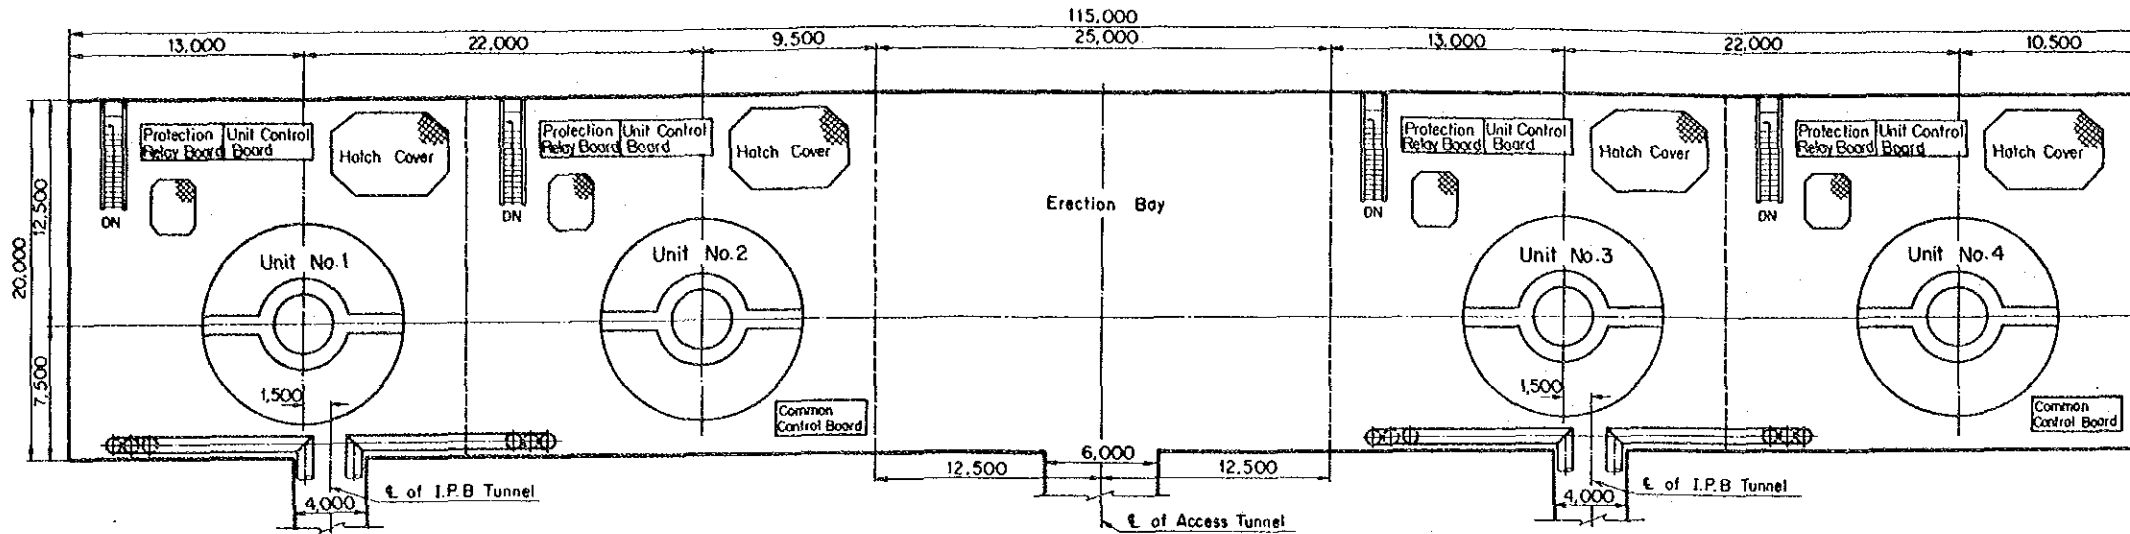 115,000
13,000
22,000
9,500
25,000
13,000
22,000
10,500
Protection
Relay Board
Unit Control
Board
Hatch Cover
Protection
Relay Board
Unit Control
Board
Hatch Cover
Protection
Relay Board
Unit Control
Board
Hatch Cover
Protection
Relay Board
Unit Control
Board
Hatch Cover
DN
DN
DN
DN
Erection Bay
20,000
12,500
7,500
Unit No.1
Unit No.2
Unit No.3
Unit No.4
1,500
1,500
Common
Control Board
Common
Control Board
12,500
6,000
12,500
℄ of I.P.B Tunnel
4,000
℄ of Access Tunnel
℄ of I.P.B Tunnel
4,000